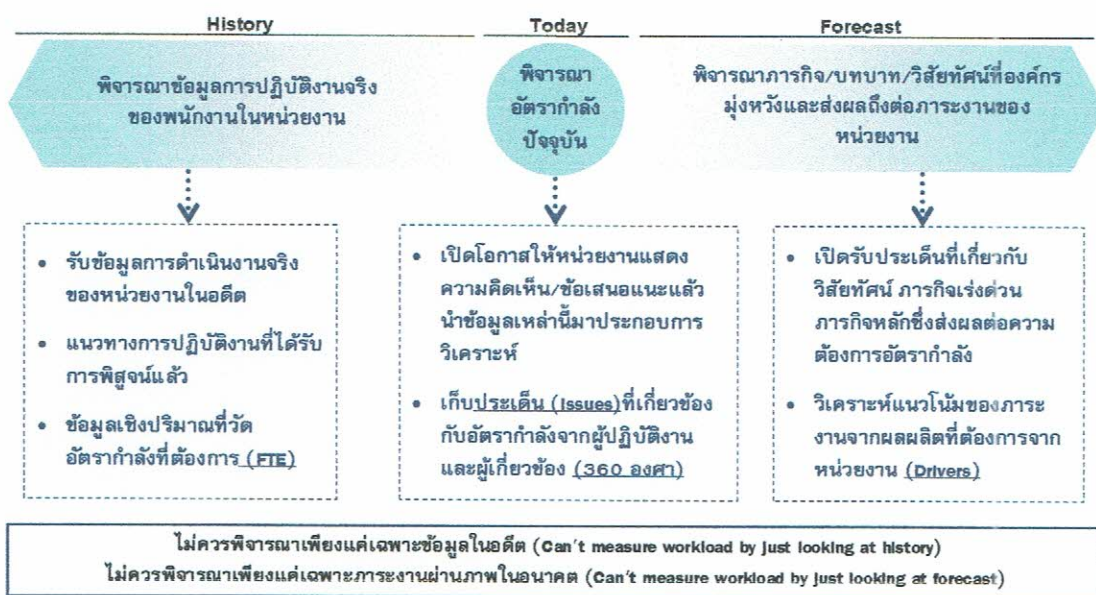 History
Today
Forecast
พิจารณาข้อมูลการปฏิบัติงานจริง
ของพนักงานในหน่วยงาน
พิจารณา
อัตรากำลัง
ปัจจุบัน
พิจารณาภารกิจ/บทบาท/วิสัยทัศน์ที่องค์กร
มุ่งหวังและส่งผลถึงต่อภาระงานของ
หน่วยงาน
• รับข้อมูลการดำเนินงานจริง
ของหน่วยงานในอดีต
• แนวทางการปฏิบัติงานที่ได้รับ
การพิสูจน์แล้ว
• ข้อมูลเชิงปริมาณที่วัด
อัตรากำลังที่ต้องการ (FTE)
• เปิดโอกาสให้หน่วยงานแสดง
ความคิดเห็น/ข้อเสนอแนะแล้ว
นำข้อมูลเหล่านี้มาประกอบการ
วิเคราะห์
• เก็บประเด็น (Issues)ที่เกี่ยวข้อง
กับอัตรากำลังจากผู้ปฏิบัติงาน
และผู้เกี่ยวข้อง (360 องศา)
• เปิดรับประเด็นที่เกี่ยวกับ
วิสัยทัศน์ ภารกิจเร่งด่วน
ภารกิจหลักซึ่งส่งผลต่อความ
ต้องการอัตรากำลัง
• วิเคราะห์แนวโน้มของภาระ
งานจากผลผลิตที่ต้องการจาก
หน่วยงาน (Drivers)
ไม่ควรพิจารณาเพียงแค่เฉพาะข้อมูลในอดีต (Can't measure workload by just looking at history)
ไม่ควรพิจารณาเพียงแค่เฉพาะภาระงานผ่านภาพในอนาคต (Can't measure workload by just looking at forecast)